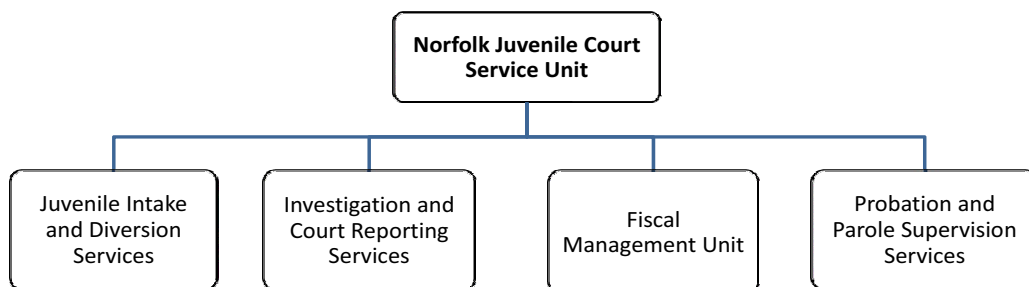 Norfolk Juvenile Court
Service Unit
Juvenile Intake
and Diversion
Services
Investigation and
Court Reporting
Services
Fiscal
Management Unit
Probation and
Parole Supervision
Services